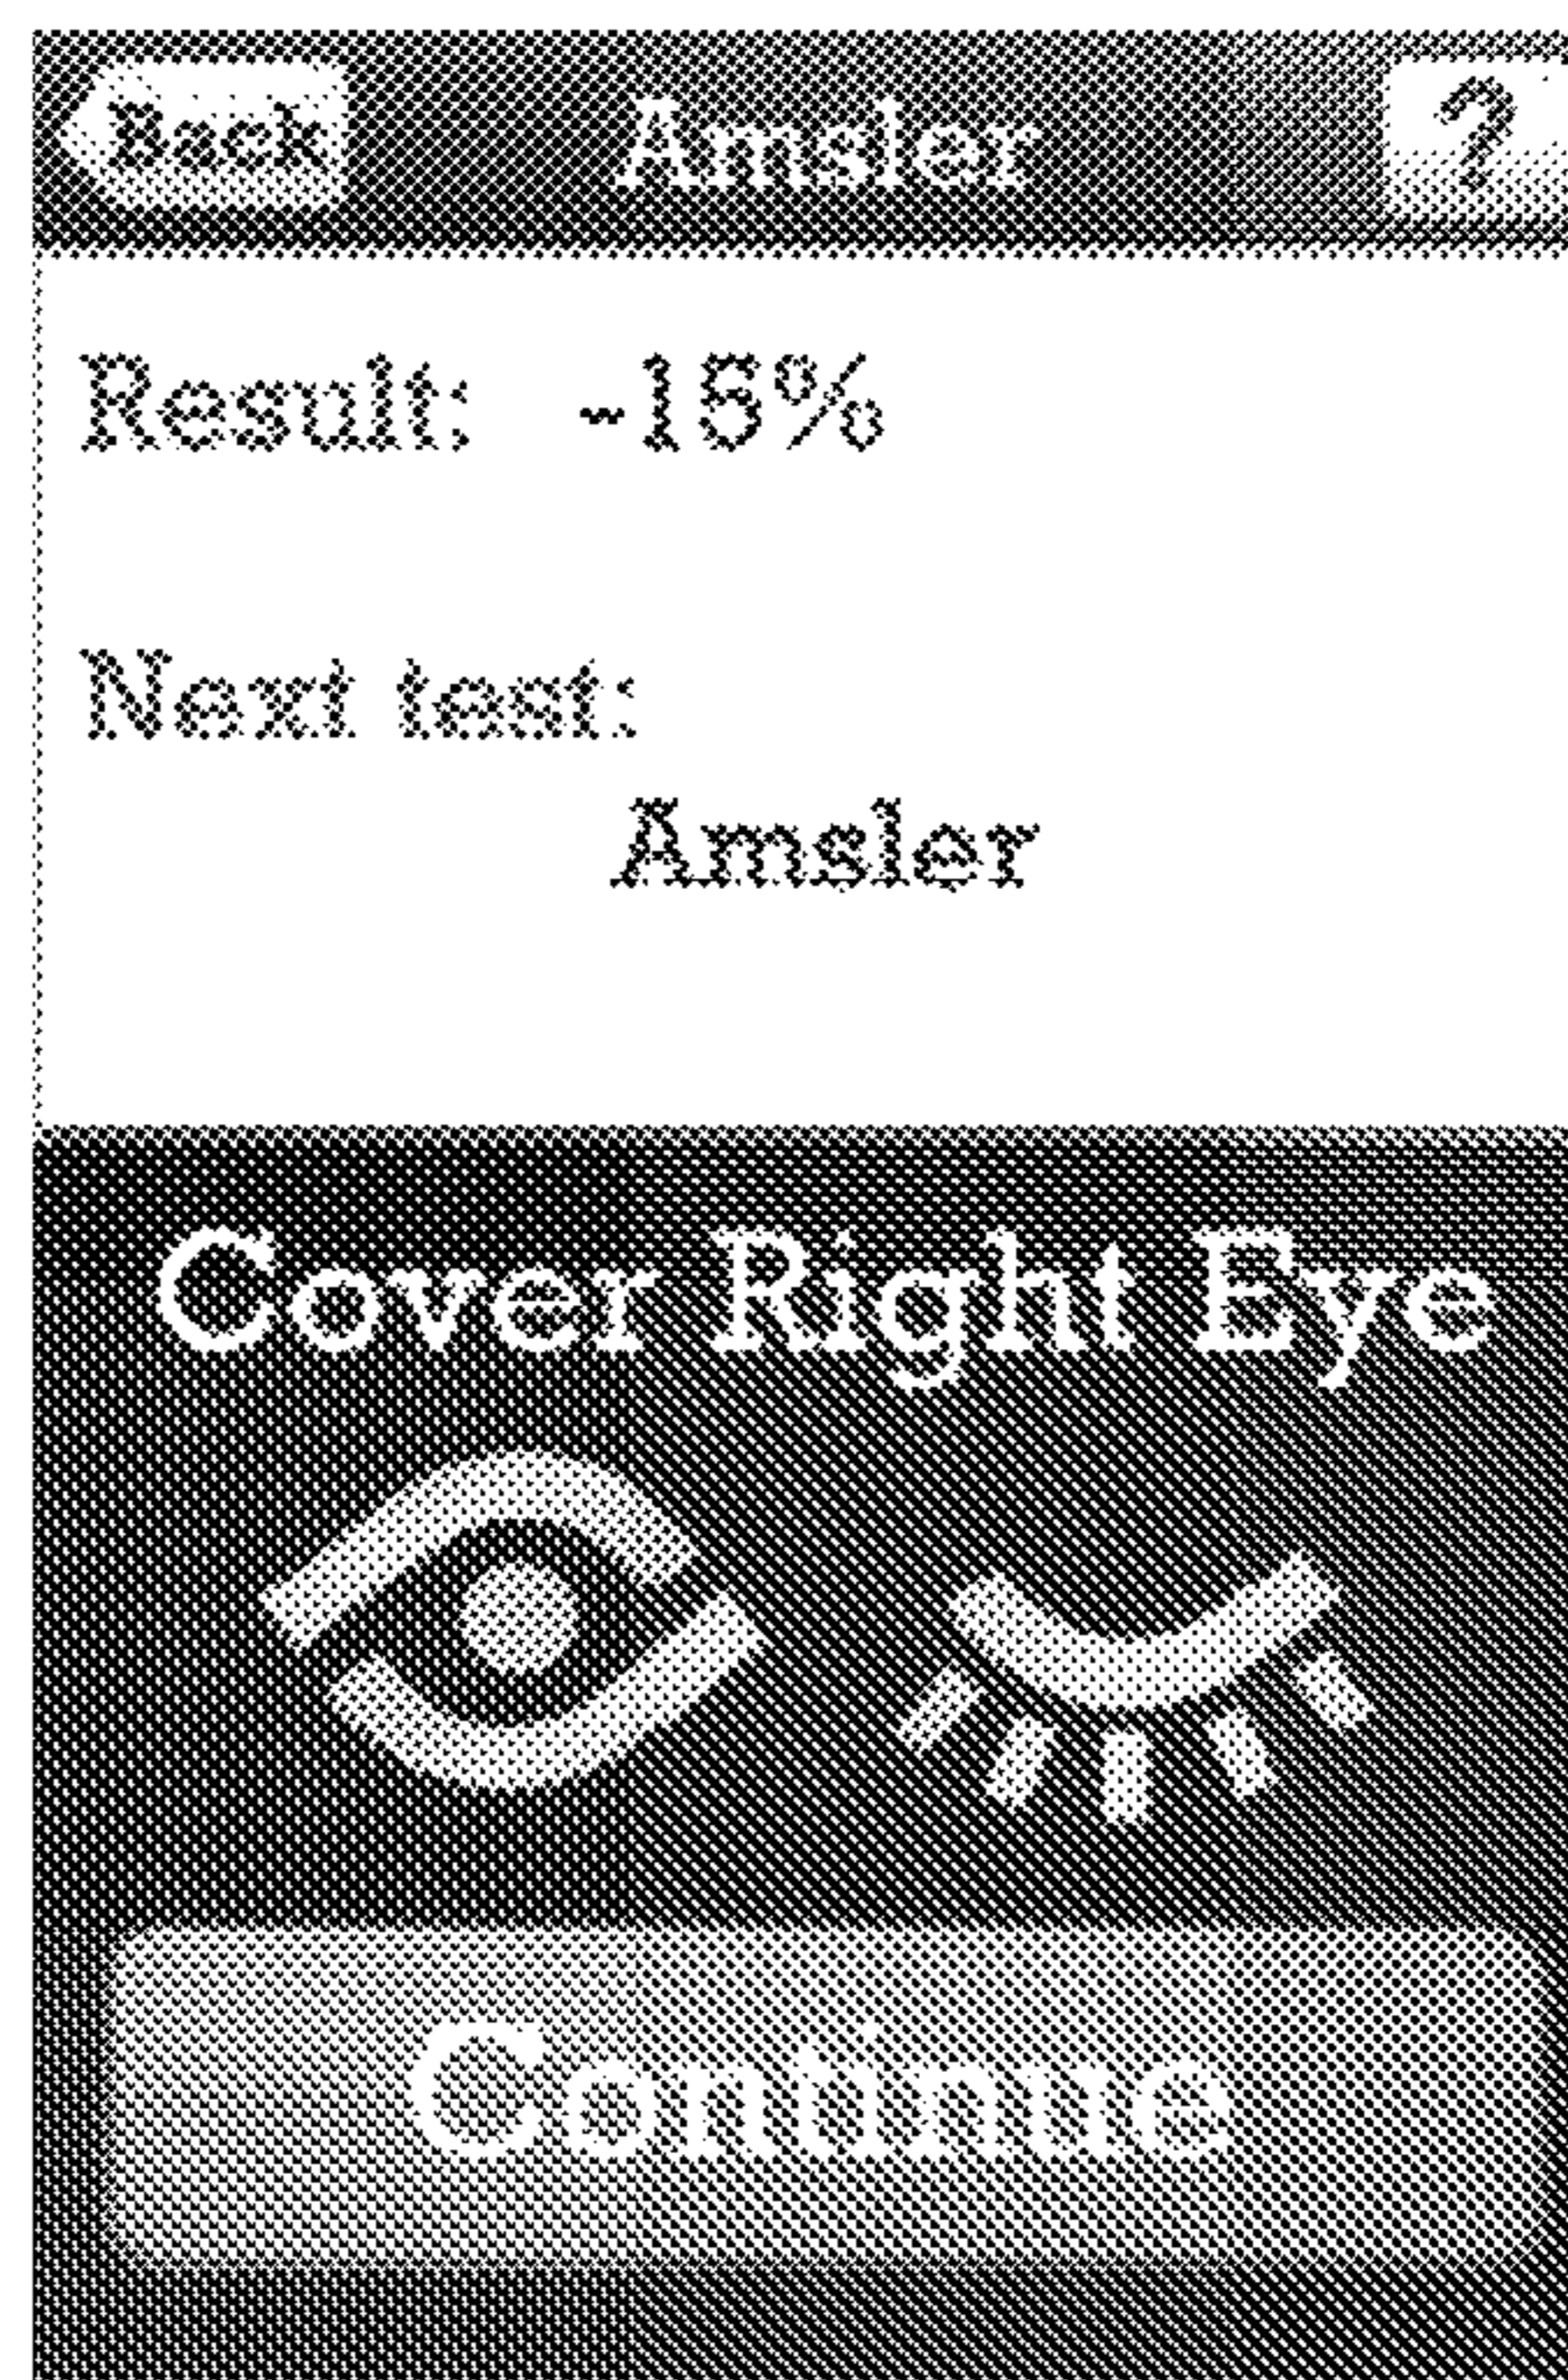 Back Amsler ?
Result: -15%
Next test:
Amsler
Cover Right Eye
Continue